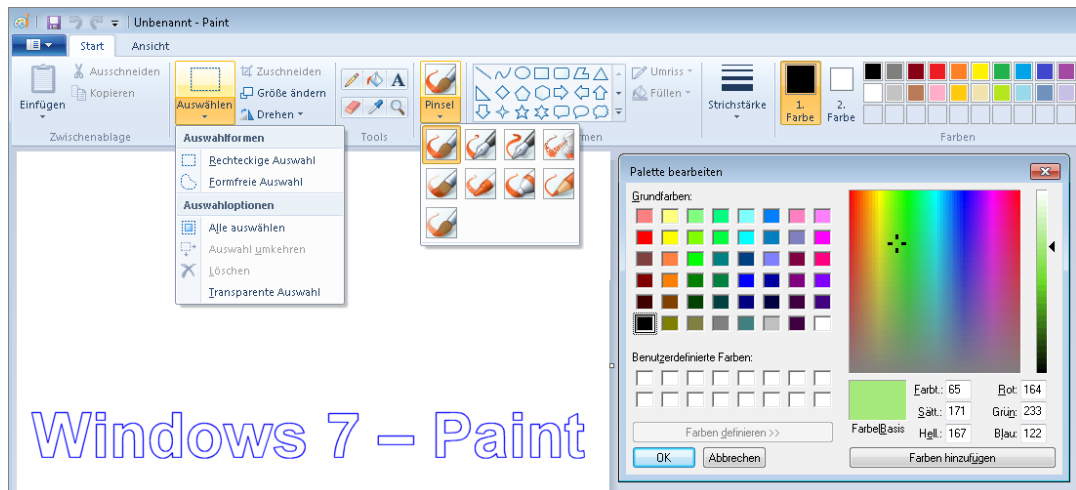 Unbenannt - Paint
Start Ansicht
Einfügen
Ausschneiden
Kopieren
Zwischenablage
Auswählen
Zuschneiden
Größe ändern
Drehen
A
Tools
Pinsel
Umriss
Füllen
men
Strichstärke
1. Farbe
2. Farbe
Farben
Auswahlformen
Rechteckige Auswahl
Formfreie Auswahl
Auswahloptionen
Alle auswählen
Auswahl umkehren
Löschen
Transparente Auswahl
Windows 7 – Paint
Palette bearbeiten
Grundfarben:
Benutzerdefinierte Farben:
Farben definieren >>
OK Abbrechen
Farbe|Basis
Farbt.: 65 Rot: 164
Sätt.: 171 Grün: 233
Hell.: 167 Blau: 122
Farben hinzufügen